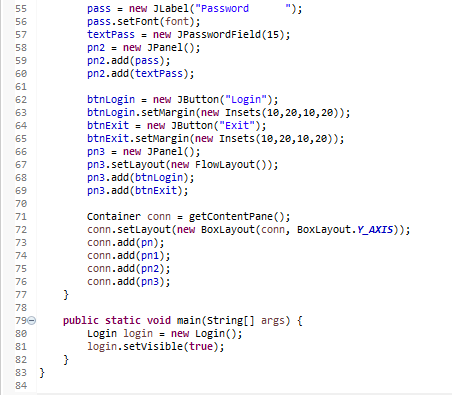 55 pass = new JLabel("Password      ");
56 pass.setFont(font);
57 textPass = new JPasswordField(15);
58 pn2 = new JPanel();
59 pn2.add(pass);
60 pn2.add(textPass);
61
62 btnLogin = new JButton("Login");
63 btnLogin.setMargin(new Insets(10,20,10,20));
64 btnExit = new JButton("Exit");
65 btnExit.setMargin(new Insets(10,20,10,20));
66 pn3 = new JPanel();
67 pn3.setLayout(new FlowLayout());
68 pn3.add(btnLogin);
69 pn3.add(btnExit);
70
71 Container conn = getContentPane();
72 conn.setLayout(new BoxLayout(conn, BoxLayout.Y_AXIS));
73 conn.add(pn);
74 conn.add(pn1);
75 conn.add(pn2);
76 conn.add(pn3);
77 }
78
79 public static void main(String[] args) {
80 Login login = new Login();
81 login.setVisible(true);
82 }
83 }
84